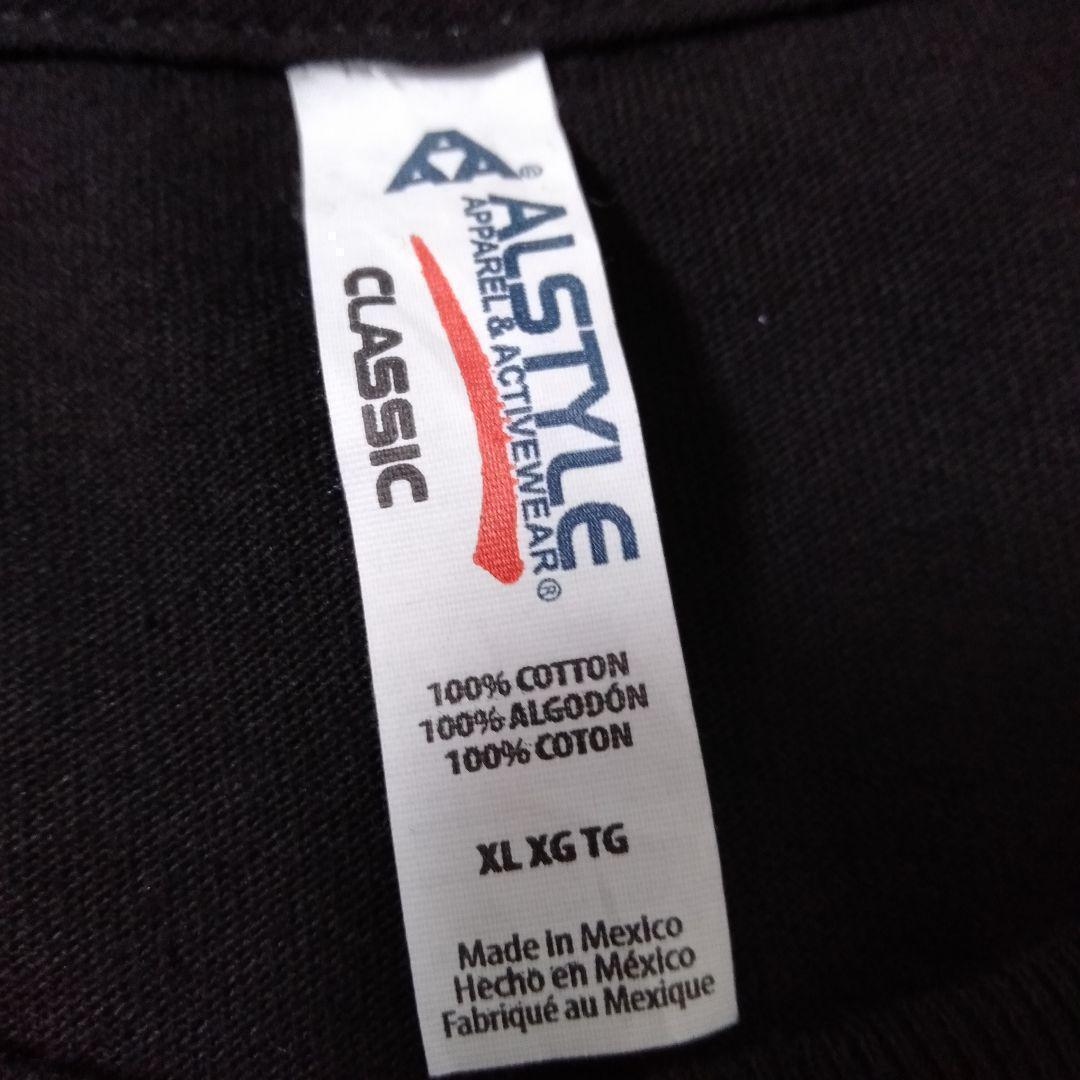 AAA®
ALSTYLE
APPAREL & ACTIVEWEAR®
CLASSIC
100% COTTON
100% ALGODÓN
100% COTON
XL XG TG
Made in Mexico
Hecho en México
Fabriqué au Mexique